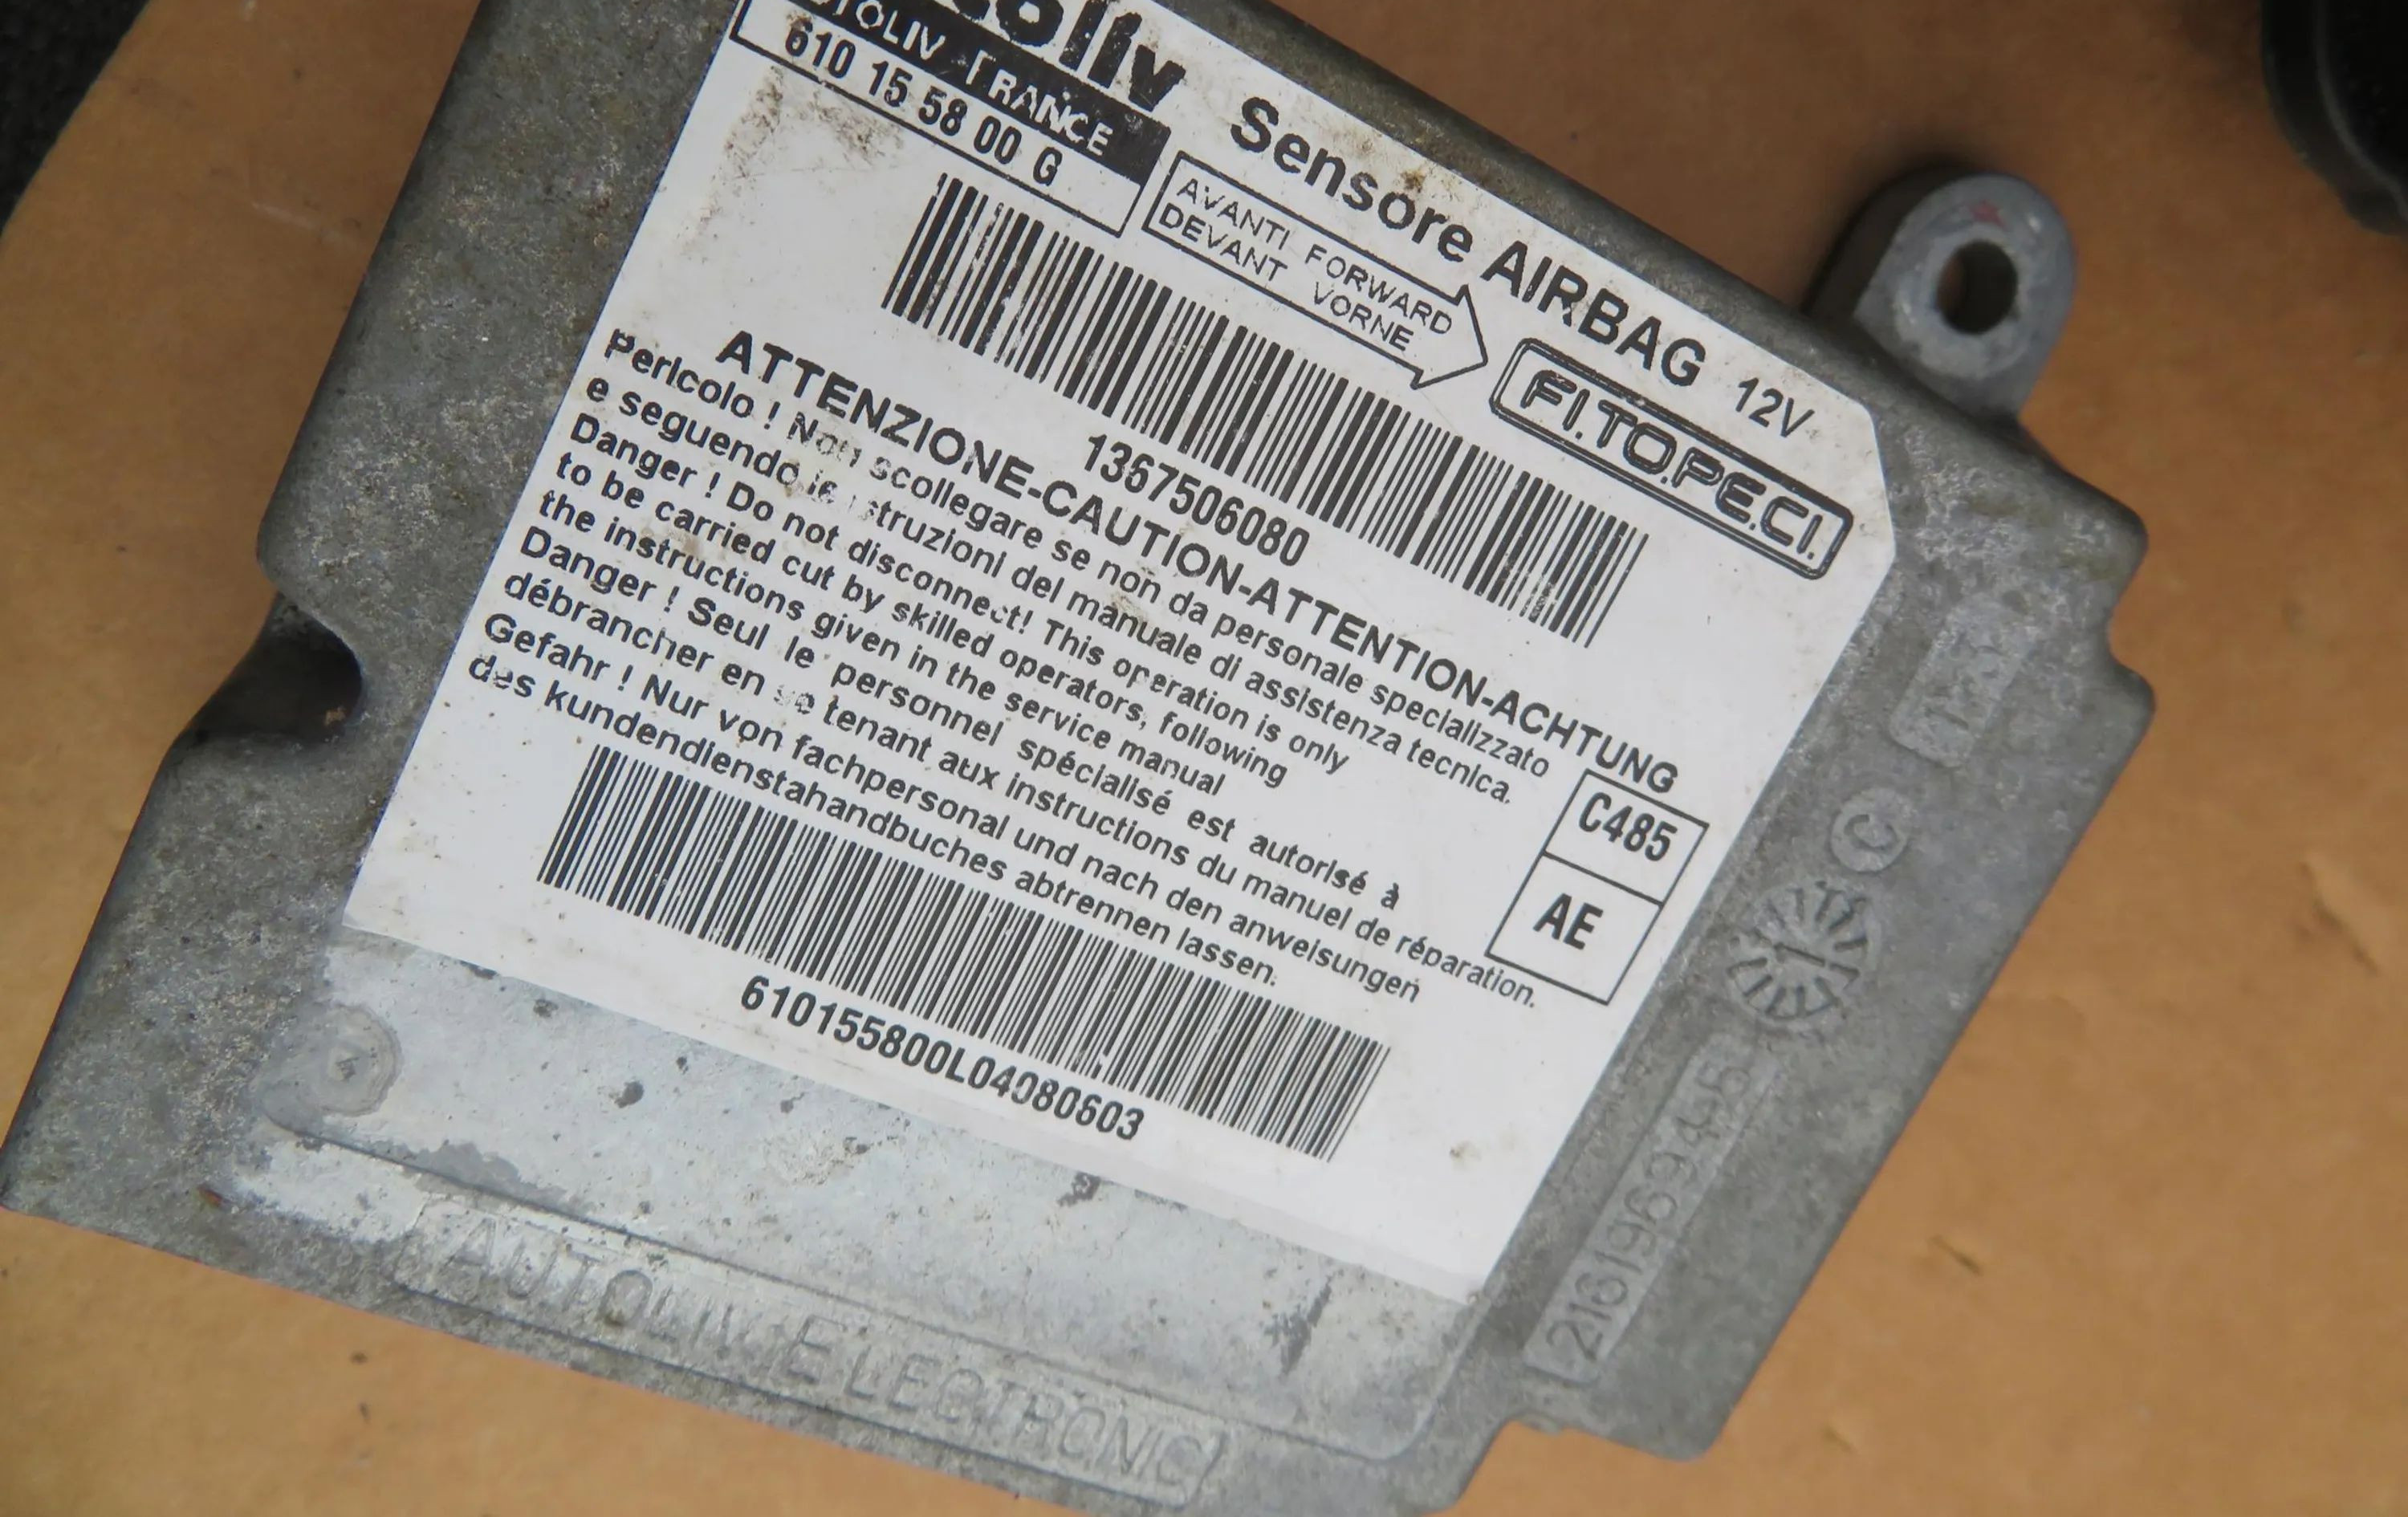 Sensore AIRBAG 12V
FRANCE
610 15 58 00 G
AVANTI FORWARD
DEVANT VORNE
FI.TO.PE.CI.
1367506080
ATTENZIONE-CAUTION-ATTENTION-ACHTUNG
Pericolo ! Non scollegare se non da personale specializzato
e seguendo le istruzioni del manuale di assistenza tecnica.
Danger ! Do not disconnect! This operation is only
to be carried cut by skilled operators, following
the instructions given in the service manual
Danger ! Seul le personnel spécialisé est autorisé à
débrancher en se tenant aux instructions du manuel de réparation.
Gefahr ! Nur von fachpersonal und nach den anweisungen
des kundendienstahandbuches abtrennen lassen.
C485
AE
610155800L04080603
C
AUTOLIV ELECTRONIC